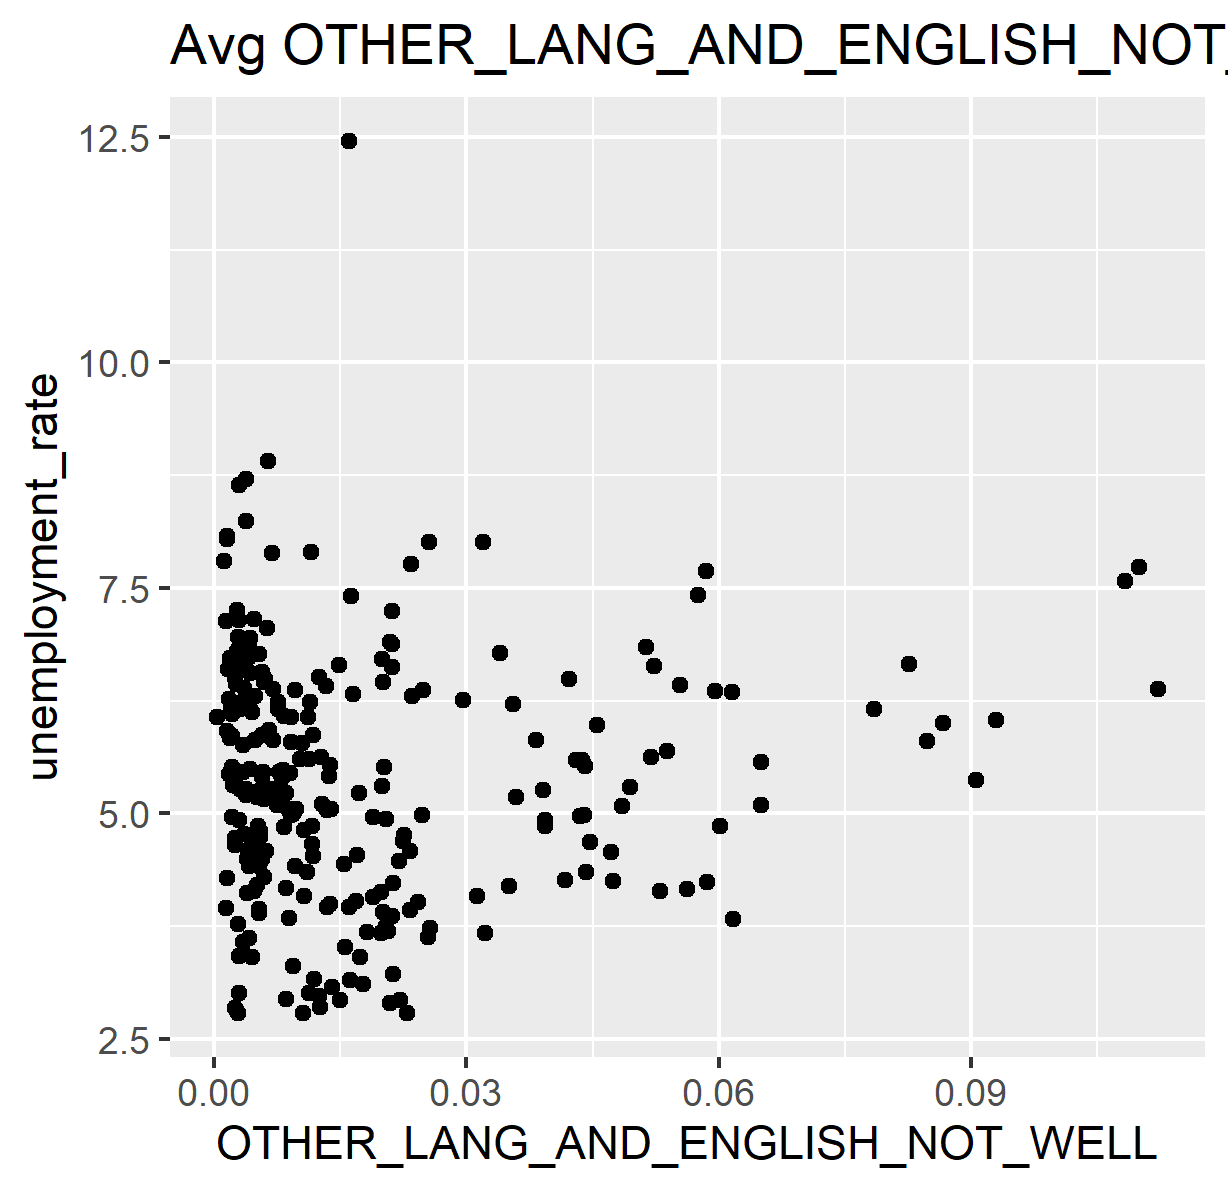 Avg OTHER_LANG_AND_ENGLISH_NOT_
12.5
10.0
7.5
5.0
2.5
unemployment_rate
0.00 0.03 0.06 0.09
OTHER_LANG_AND_ENGLISH_NOT_WELL